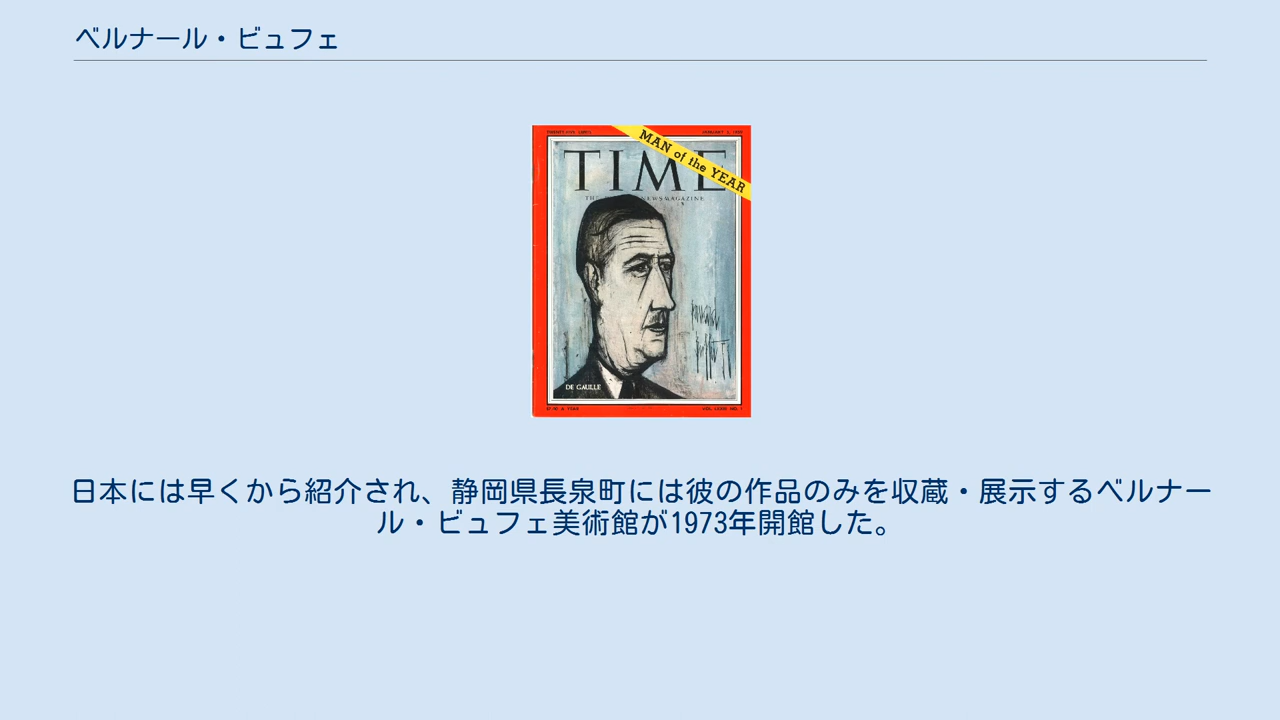 ベルナール・ビュフェ
MAN of the YEAR
TIME
DE GAULLE
日本には早くから紹介され、静岡県長泉町には彼の作品のみを収蔵・展示するベルナー
ル・ビュフェ美術館が1973年開館した。